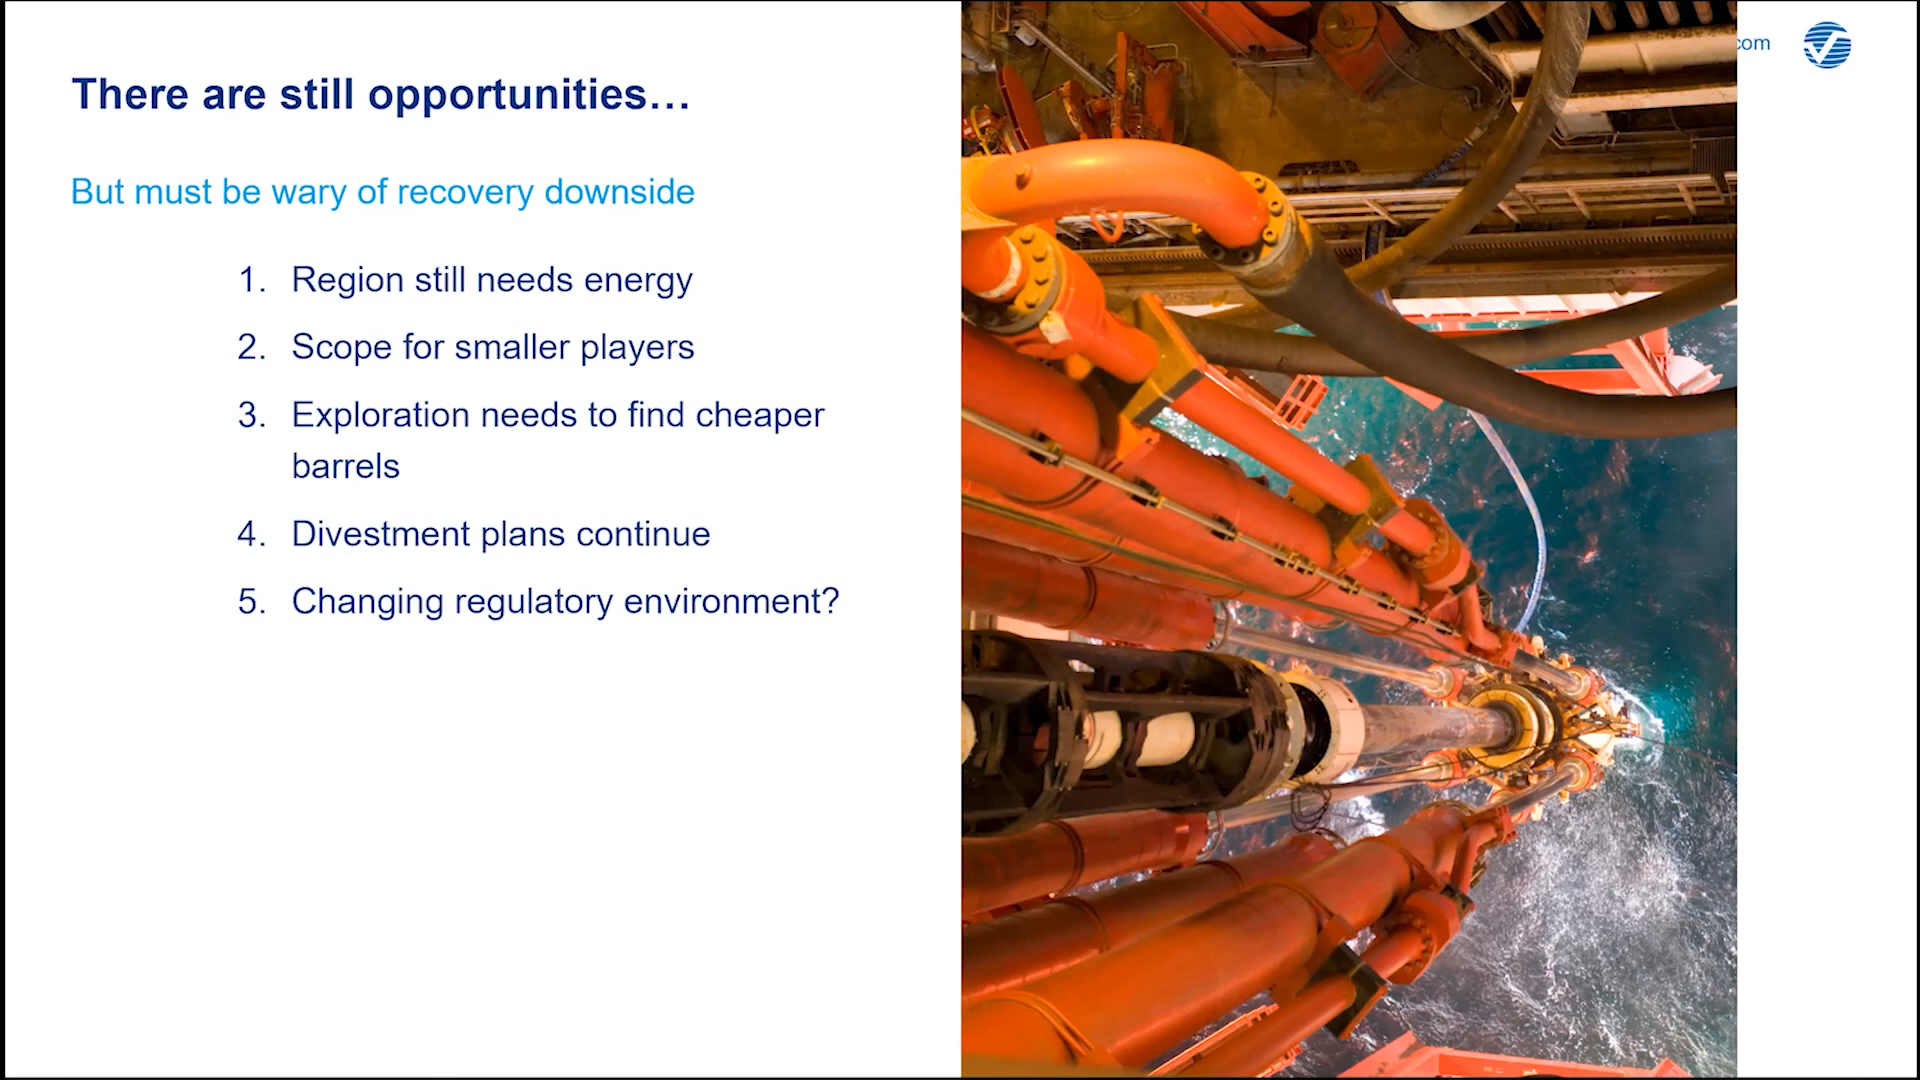 com
There are still opportunities…
But must be wary of recovery downside
1. Region still needs energy
2. Scope for smaller players
3. Exploration needs to find cheaper
barrels
4. Divestment plans continue
5. Changing regulatory environment?